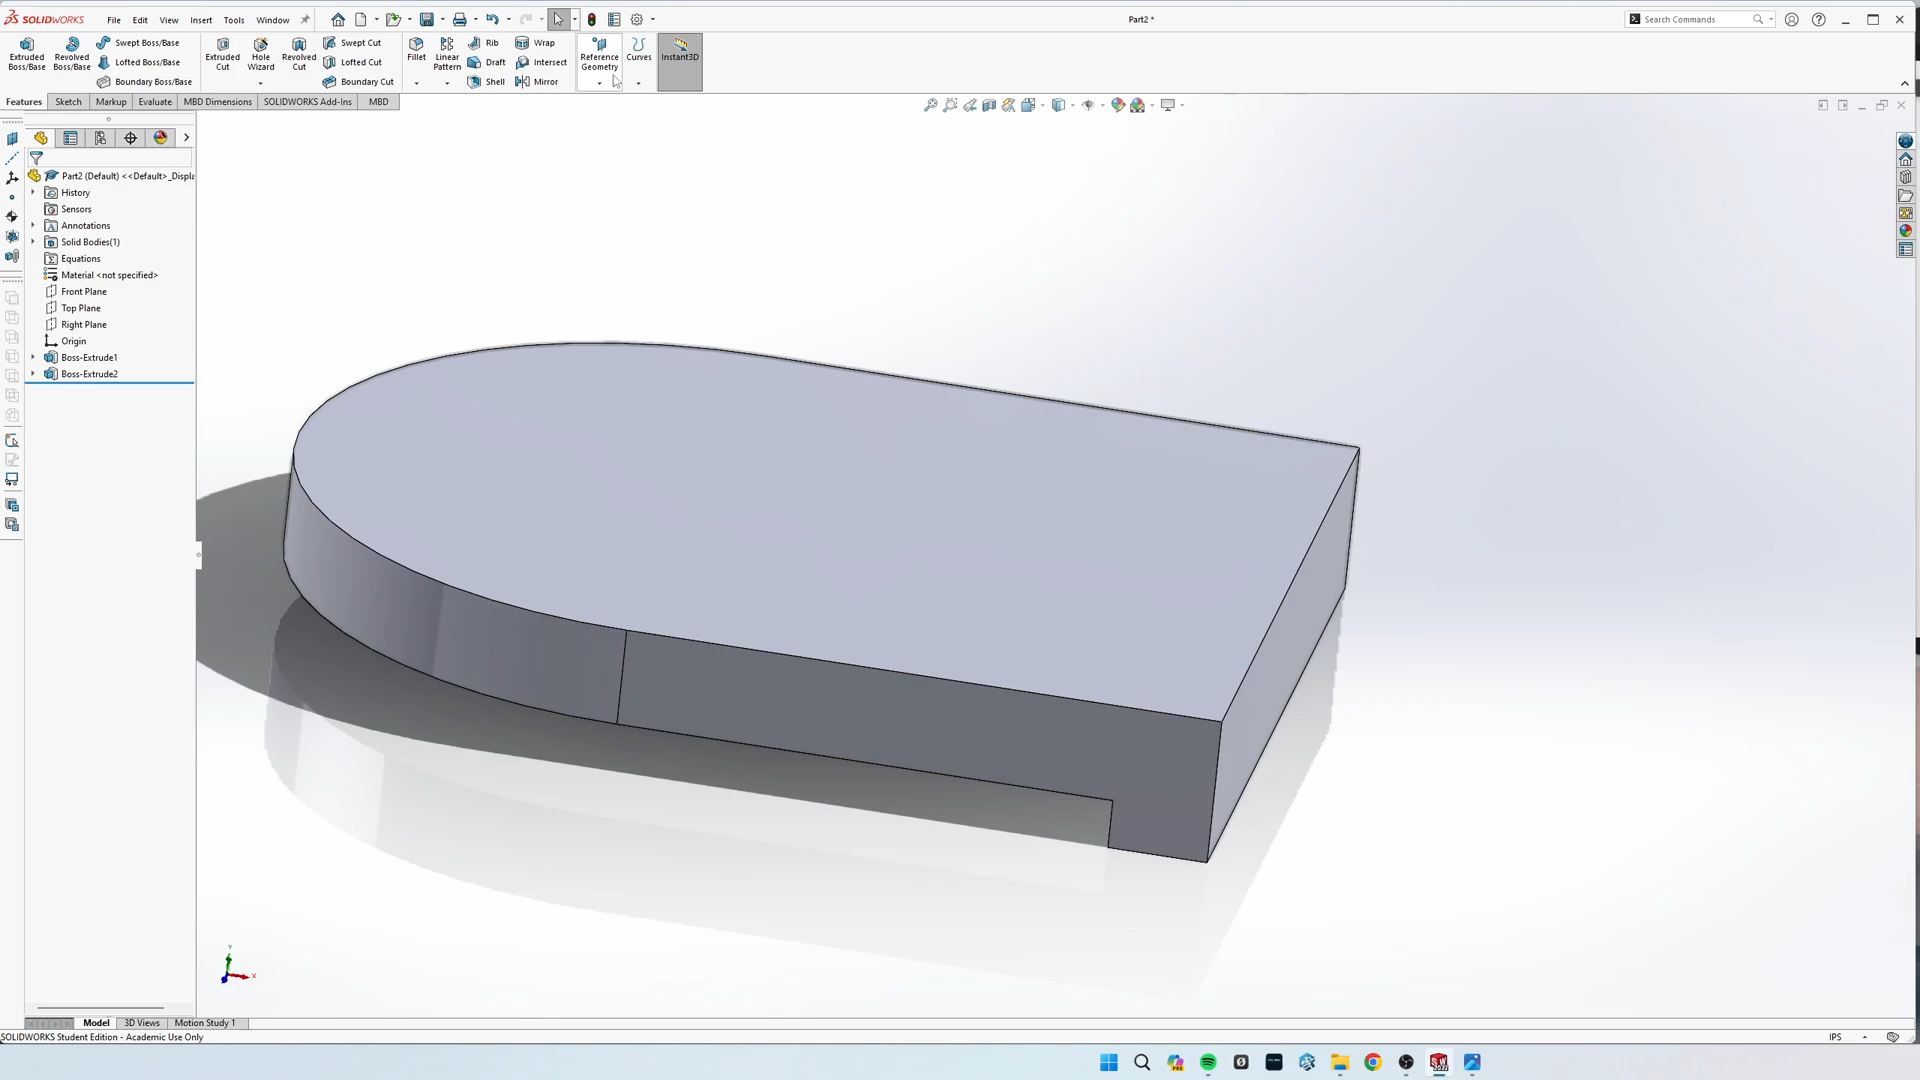 SOLIDWORKS File Edit View Insert Tools Window Part2 * Search Commands
Extruded Boss/Base
Revolved Boss/Base
Swept Boss/Base
Lofted Boss/Base
Boundary Boss/Base
Extruded Cut
Hole Wizard
Revolved Cut
Swept Cut
Lofted Cut
Boundary Cut
Fillet
Linear Pattern
Rib
Draft
Shell
Wrap
Intersect
Mirror
Reference Geometry
Curves
Instant3D
Features Sketch Markup Evaluate MBD Dimensions SOLIDWORKS Add-Ins MBD
Part2 (Default) <<Default>_Displa
History
Sensors
Annotations
Solid Bodies(1)
Equations
Material <not specified>
Front Plane
Top Plane
Right Plane
Origin
Boss-Extrude1
Boss-Extrude2
Y
X
Model 3D Views Motion Study 1
SOLIDWORKS Student Edition - Academic Use Only IPS